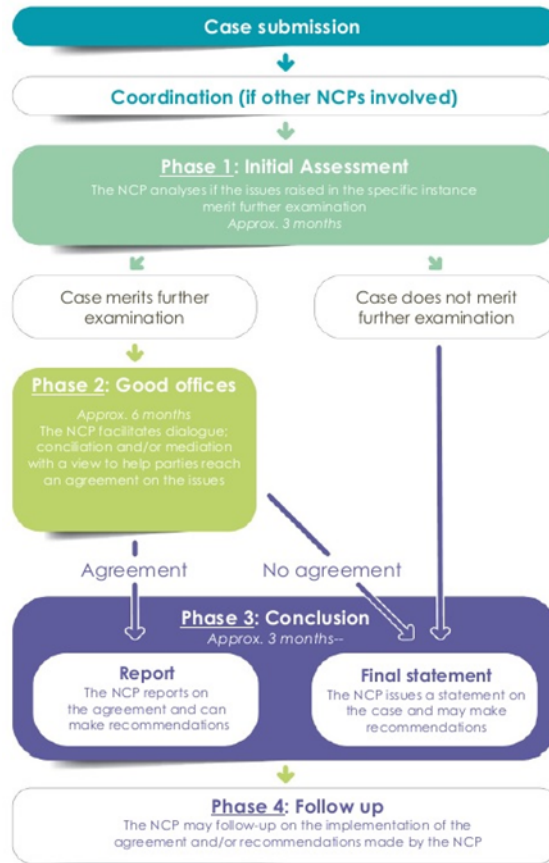 Case submission
Coordination (if other NCPs involved)
Phase 1: Initial Assessment
The NCP analyses if the issues raised in the specific instance
merit further examination
Approx. 3 months
Case merits further
examination
Case does not merit
further examination
Phase 2: Good offices
Approx. 6 months
The NCP facilitates dialogue:
conciliation and/or mediation
with a view to help parties reach
an agreement on the issues
Agreement
No agreement
Phase 3: Conclusion
Approx. 3 months--
Report
The NCP reports on
the agreement and can
make recommendations
Final statement
The NCP issues a statement on
the case and may make
recommendations
Phase 4: Follow up
The NCP may follow-up on the implementation of the
agreement and/or recommendations made by the NCP